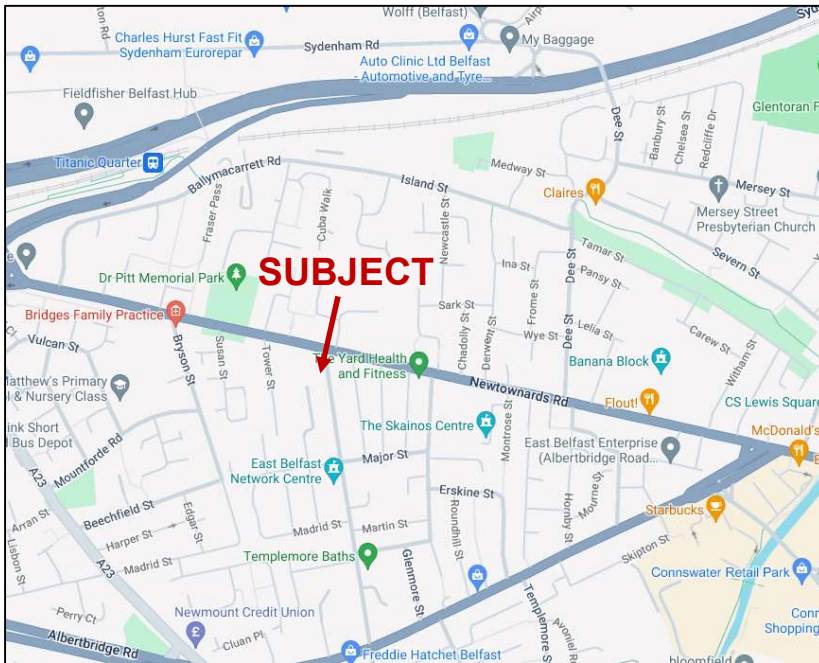 Wolff (Belfast)
Charles Hurst Fast Fit
Sydenham Eurorepar
Sydenham Rd
My Baggage
Auto Clinic Ltd Belfast
- Automotive and Tyre...
Fieldfisher Belfast Hub
Dee St
Banbury St
Chelsea St
Redcliffe Dr
Glentoran F
Titanic Quarter
Ballymacarrett Rd
Medway St
Island St
Claires
Mersey St
Mersey Street
Presbyterian Church
Fraser Pass
Cuba Walk
Newcastle St
Tamar St
Severn St
Dee St
Ina St
Pansy St
Frome St
Dr Pitt Memorial Park
SUBJECT
Sark St
Chadolly St
Derwent St
Wye St
Dee St
Lelia St
Carew St
Witham St
Bridges Family Practice
Vulcan St
Bryson St
Susan St
Tower St
The Yard Health
and Fitness
Banana Block
Newtownards Rd
Matthew's Primary
l & Nursery Class
Flout!
CS Lewis Square
Montrose St
The Skainos Centre
McDonald's
East Belfast Enterprise
(Albertbridge Road...
ink Short
d Bus Depot
Mountforde Rd
A23
Major St
East Belfast
Network Centre
Erskine St
Beechfield St
Edgar St
Starbucks
Hornby St
Mourne St
Arran St
Harper St
Madrid St
Martin St
Roundhill St
Skipton St
Lisbon St
Madrid St
A23
Templemore Baths
Glenmore St
Connswater Retail Park
Templemore S
Perry Ct
Newmount Credit Union
Conn
Shopping
Avoniel Ro
Albertbridge Rd
Cluan Pl
Freddie Hatchet Belfast
bloomfield